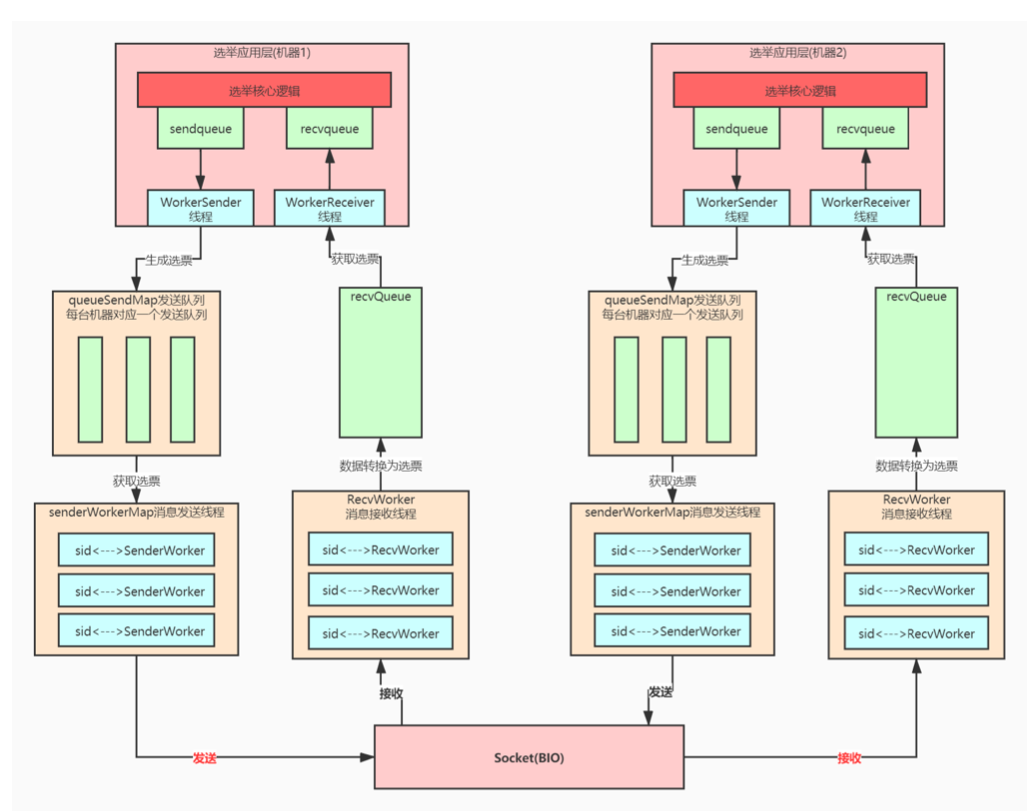 选举应用层(机器1)
选举核心逻辑
sendqueue
recvqueue
WorkerSender
线程
WorkerReceiver
线程
生成选票
获取选票
queueSendMap发送队列
每台机器对应一个发送队列
recvQueue
获取选票
数据转换为选票
senderWorkerMap消息发送线程
sid<--->SenderWorker
sid<--->SenderWorker
sid<--->SenderWorker
RecvWorker
消息接收线程
sid<--->RecvWorker
sid<--->RecvWorker
sid<--->RecvWorker
发送
接收
选举应用层(机器2)
选举核心逻辑
sendqueue
recvqueue
WorkerSender
线程
WorkerReceiver
线程
生成选票
获取选票
queueSendMap发送队列
每台机器对应一个发送队列
recvQueue
获取选票
数据转换为选票
senderWorkerMap消息发送线程
sid<--->SenderWorker
sid<--->SenderWorker
sid<--->SenderWorker
RecvWorker
消息接收线程
sid<--->RecvWorker
sid<--->RecvWorker
sid<--->RecvWorker
发送
接收
Socket(BIO)